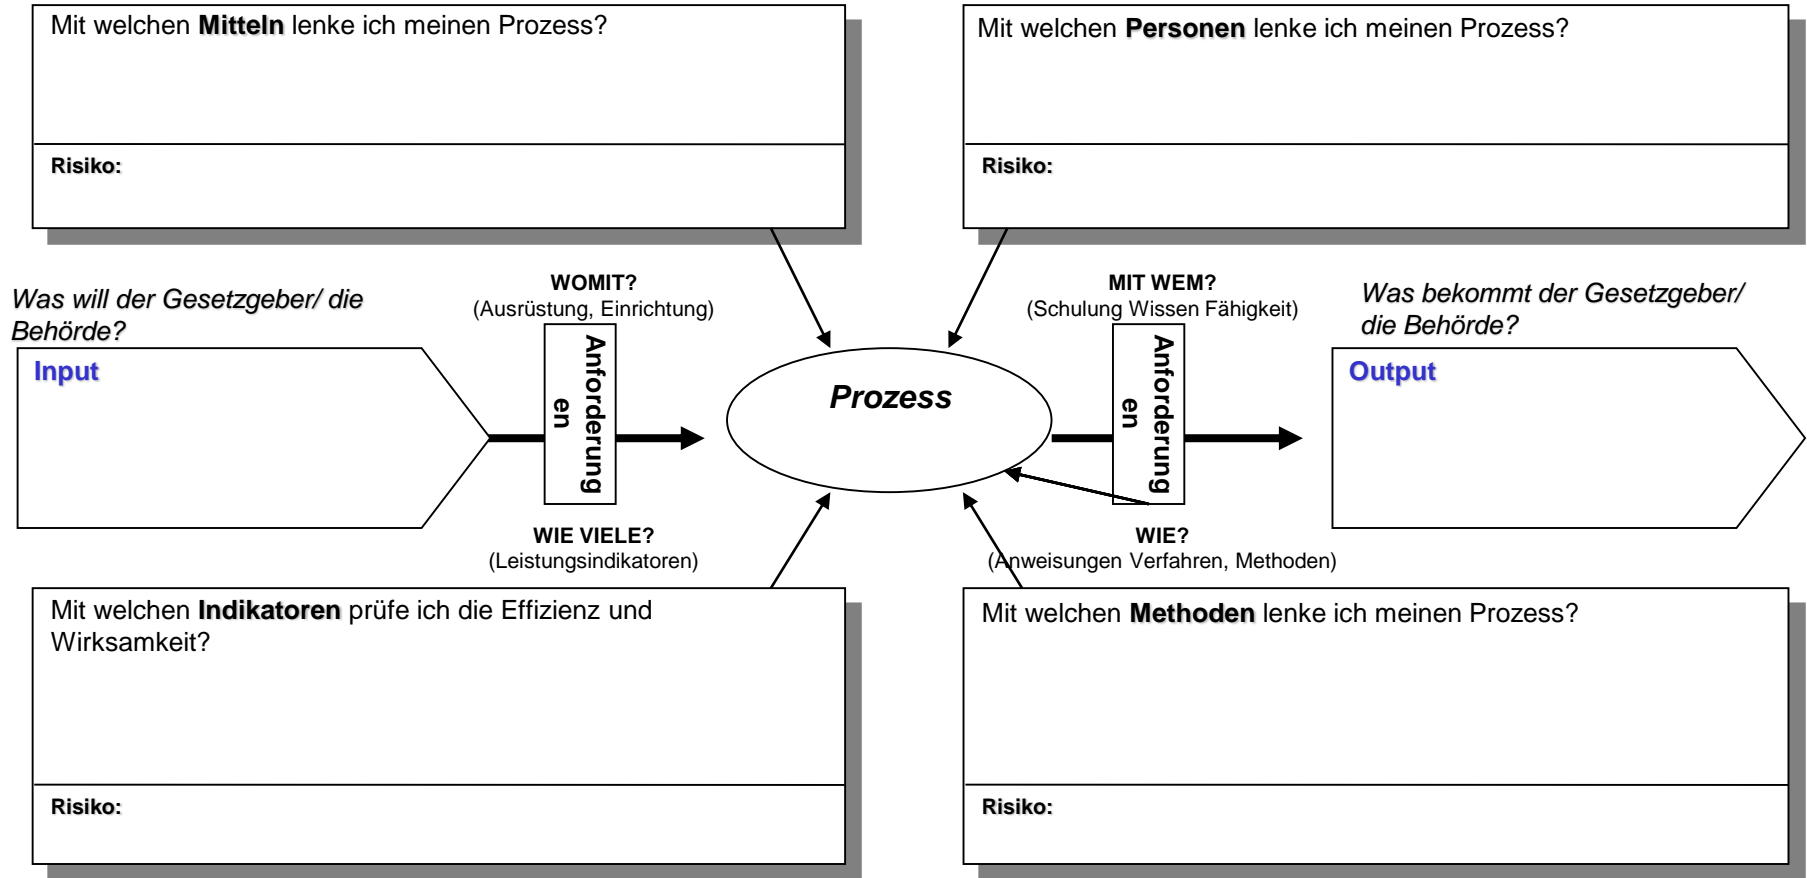 Mit welchen Mitteln lenke ich meinen Prozess?
Risiko:
Mit welchen Personen lenke ich meinen Prozess?
Risiko:
Was will der Gesetzgeber/ die
Behörde?
Input
WOMIT?
(Ausrüstung, Einrichtung)
Anforderung
en
WIE VIELE?
(Leistungsindikatoren)
Prozess
MIT WEM?
(Schulung Wissen Fähigkeit)
Anforderung
en
WIE?
(Anweisungen Verfahren, Methoden)
Was bekommt der Gesetzgeber/
die Behörde?
Output
Mit welchen Indikatoren prüfe ich die Effizienz und
Wirksamkeit?
Risiko:
Mit welchen Methoden lenke ich meinen Prozess?
Risiko: